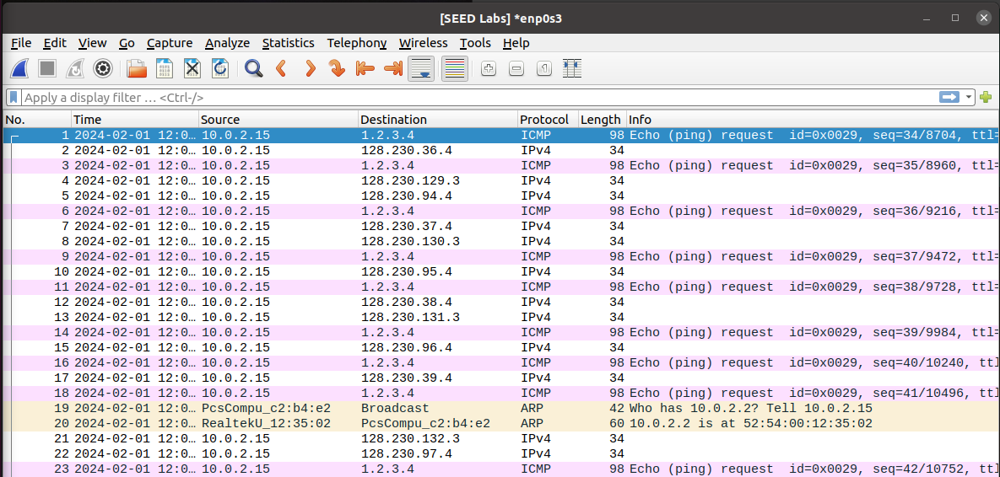 [SEED Labs] *enp0s3
File Edit View Go Capture Analyze Statistics Telephony Wireless Tools Help
Apply a display filter … <Ctrl-/>
No. Time Source Destination Protocol Length Info
1 2024-02-01 12:0… 10.0.2.15 1.2.3.4 ICMP 98 Echo (ping) request id=0x0029, seq=34/8704, ttl=
2 2024-02-01 12:0… 10.0.2.15 128.230.36.4 IPv4 34
3 2024-02-01 12:0… 10.0.2.15 1.2.3.4 ICMP 98 Echo (ping) request id=0x0029, seq=35/8960, ttl=
4 2024-02-01 12:0… 10.0.2.15 128.230.129.3 IPv4 34
5 2024-02-01 12:0… 10.0.2.15 128.230.94.4 IPv4 34
6 2024-02-01 12:0… 10.0.2.15 1.2.3.4 ICMP 98 Echo (ping) request id=0x0029, seq=36/9216, ttl=
7 2024-02-01 12:0… 10.0.2.15 128.230.37.4 IPv4 34
8 2024-02-01 12:0… 10.0.2.15 128.230.130.3 IPv4 34
9 2024-02-01 12:0… 10.0.2.15 1.2.3.4 ICMP 98 Echo (ping) request id=0x0029, seq=37/9472, ttl=
10 2024-02-01 12:0… 10.0.2.15 128.230.95.4 IPv4 34
11 2024-02-01 12:0… 10.0.2.15 1.2.3.4 ICMP 98 Echo (ping) request id=0x0029, seq=38/9728, ttl=
12 2024-02-01 12:0… 10.0.2.15 128.230.38.4 IPv4 34
13 2024-02-01 12:0… 10.0.2.15 128.230.131.3 IPv4 34
14 2024-02-01 12:0… 10.0.2.15 1.2.3.4 ICMP 98 Echo (ping) request id=0x0029, seq=39/9984, ttl=
15 2024-02-01 12:0… 10.0.2.15 128.230.96.4 IPv4 34
16 2024-02-01 12:0… 10.0.2.15 1.2.3.4 ICMP 98 Echo (ping) request id=0x0029, seq=40/10240, ttl
17 2024-02-01 12:0… 10.0.2.15 128.230.39.4 IPv4 34
18 2024-02-01 12:0… 10.0.2.15 1.2.3.4 ICMP 98 Echo (ping) request id=0x0029, seq=41/10496, ttl
19 2024-02-01 12:0… PcsCompu_c2:b4:e2 Broadcast ARP 42 Who has 10.0.2.2? Tell 10.0.2.15
20 2024-02-01 12:0… RealtekU_12:35:02 PcsCompu_c2:b4:e2 ARP 60 10.0.2.2 is at 52:54:00:12:35:02
21 2024-02-01 12:0… 10.0.2.15 128.230.132.3 IPv4 34
22 2024-02-01 12:0… 10.0.2.15 128.230.97.4 IPv4 34
23 2024-02-01 12:0… 10.0.2.15 1.2.3.4 ICMP 98 Echo (ping) request id=0x0029, seq=42/10752, ttl